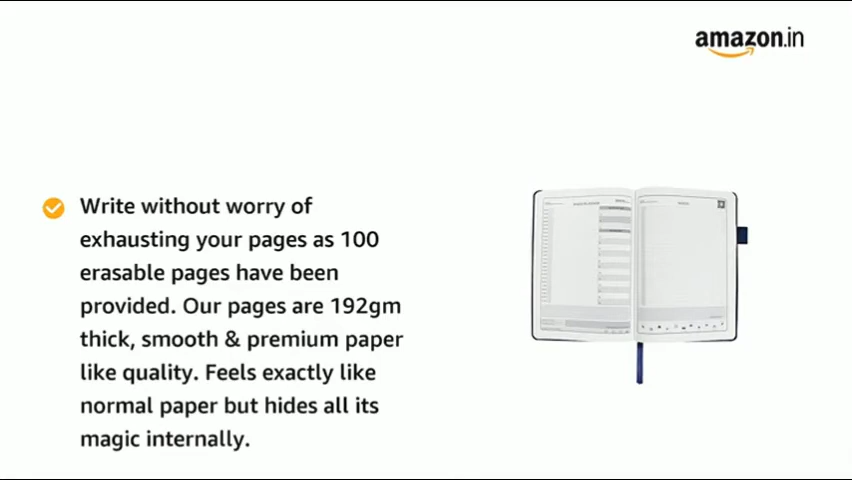 amazon.in
Write without worry of
exhausting your pages as 100
erasable pages have been
provided. Our pages are 192gm
thick, smooth & premium paper
like quality. Feels exactly like
normal paper but hides all its
magic internally.